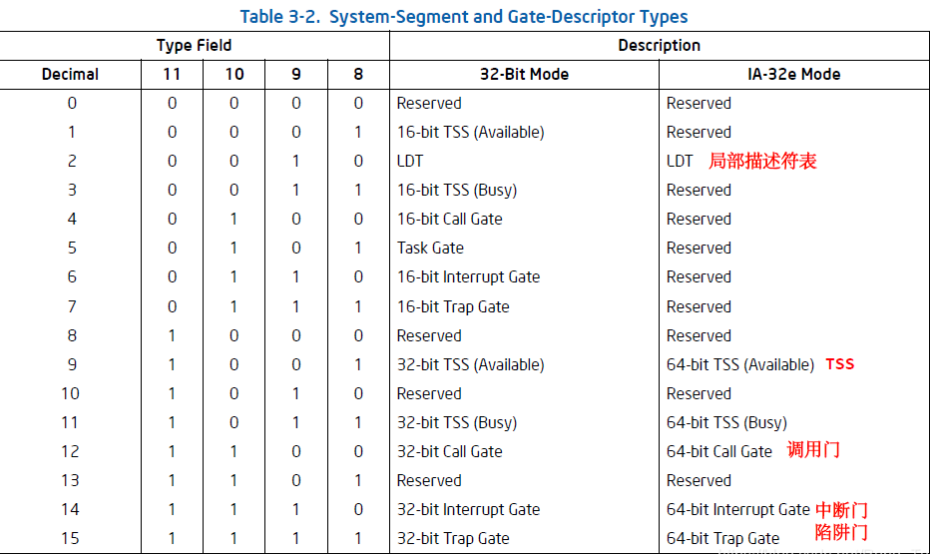 Table 3-2. System-Segment and Gate-Descriptor Types
Type Field Description
Decimal 11 10 9 8 32-Bit Mode IA-32e Mode
0 0 0 0 0 Reserved Reserved
1 0 0 0 1 16-bit TSS (Available) Reserved
2 0 0 1 0 LDT LDT 局部描述符表
3 0 0 1 1 16-bit TSS (Busy) Reserved
4 0 1 0 0 16-bit Call Gate Reserved
5 0 1 0 1 Task Gate Reserved
6 0 1 1 0 16-bit Interrupt Gate Reserved
7 0 1 1 1 16-bit Trap Gate Reserved
8 1 0 0 0 Reserved Reserved
9 1 0 0 1 32-bit TSS (Available) 64-bit TSS (Available) TSS
10 1 0 1 0 Reserved Reserved
11 1 0 1 1 32-bit TSS (Busy) 64-bit TSS (Busy)
12 1 1 0 0 32-bit Call Gate 64-bit Call Gate 调用门
13 1 1 0 1 Reserved Reserved
14 1 1 1 0 32-bit Interrupt Gate 64-bit Interrupt Gate 中断门
15 1 1 1 1 32-bit Trap Gate 64-bit Trap Gate 陷阱门